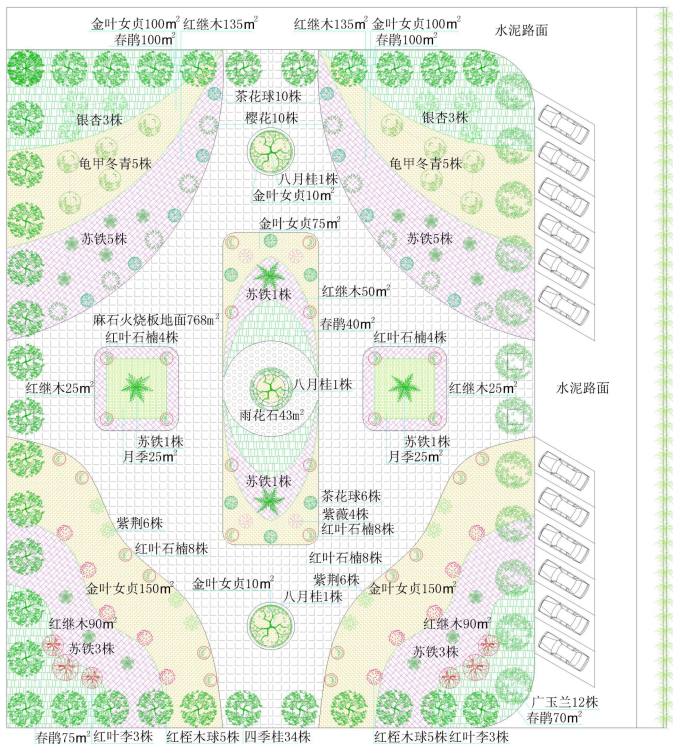 金叶女贞100m² 红继木135m²
春鹃100m²
红继木135m² 金叶女贞100m²
春鹃100m²
水泥路面
茶花球10株
樱花10株
银杏3株
银杏3株
龟甲冬青5株
龟甲冬青5株
八月桂1株
金叶女贞10m²
金叶女贞75m²
苏铁5株
苏铁5株
苏铁1株
红继木50m²
麻石火烧板地面768m²
春鹃40m²
红叶石楠4株
红叶石楠4株
红继木25m²
八月桂1株
红继木25m²
水泥路面
雨花石43m²
苏铁1株
月季25m²
苏铁1株
月季25m²
苏铁1株
茶花球6株
紫薇4株
红叶石楠8株
紫荆6株
红叶石楠8株
红叶石楠8株
紫荆6株
金叶女贞150m²
金叶女贞10m²
八月桂1株
金叶女贞150m²
红继木90m²
苏铁3株
红继木90m²
苏铁3株
广玉兰12株
春鹃70m²
春鹃75m²
红叶李3株
红桎木球5株
四季桂34株
红桎木球5株
红叶李3株